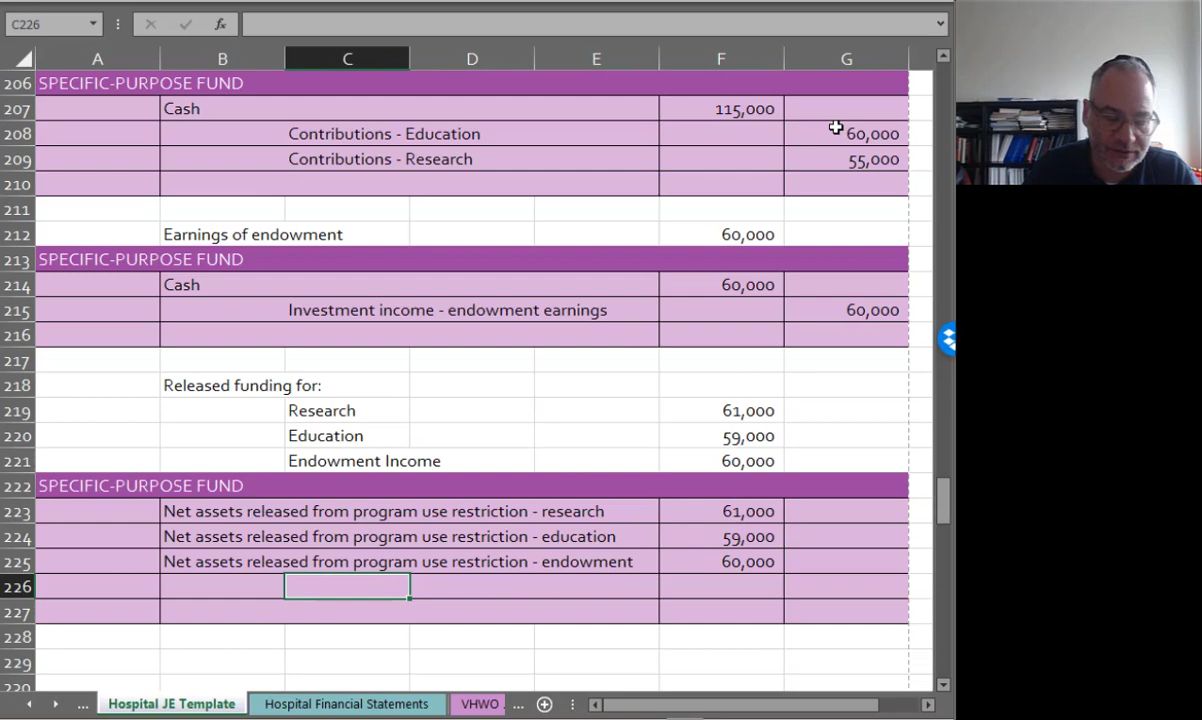 C226
fx
A B C D E F G
206 SPECIFIC-PURPOSE FUND
207 Cash 115,000
208 Contributions - Education 60,000
209 Contributions - Research 55,000
210
211
212 Earnings of endowment 60,000
213 SPECIFIC-PURPOSE FUND
214 Cash 60,000
215 Investment income - endowment earnings 60,000
216
217
218 Released funding for:
219 Research 61,000
220 Education 59,000
221 Endowment Income 60,000
222 SPECIFIC-PURPOSE FUND
223 Net assets released from program use restriction - research 61,000
224 Net assets released from program use restriction - education 59,000
225 Net assets released from program use restriction - endowment 60,000
226
227
228
229
230
... Hospital JE Template Hospital Financial Statements VHWO ...